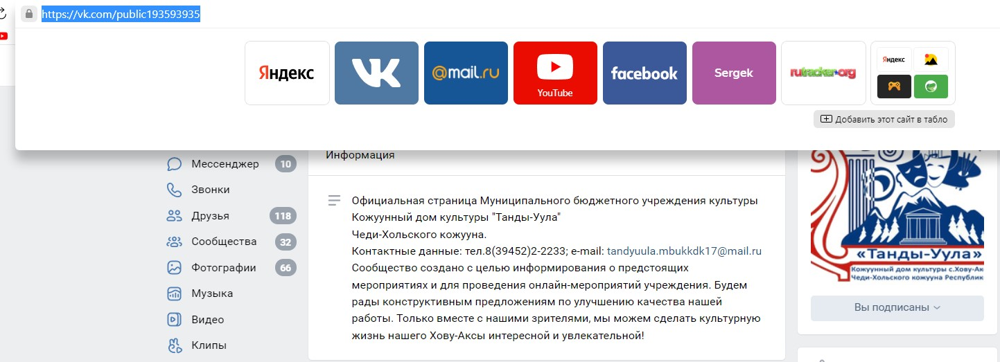 https://vk.com/public193593935
Яндекс
@mail.ru
YouTube
facebook
Sergek
rutracker.org
Яндекс
Добавить этот сайт в табло
Мессенджер 10
Звонки
Друзья 118
Сообщества 32
Фотографии 66
Музыка
Видео
Клипы
Информация
Официальная страница Муниципального бюджетного учреждения культуры
Кожуунный дом культуры "Танды-Уула"
Чеди-Хольского кожууна.
Контактные данные: тел.8(39452)2-2233; e-mail: tandyuula.mbukkdk17@mail.ru
Сообщество создано с целью информирования о предстоящих
мероприятиях и для проведения онлайн-мероприятий учреждения. Будем
рады конструктивным предложениям по улучшению качества нашей
работы. Только вместе с нашими зрителями, мы можем сделать культурную
жизнь нашего Хову-Аксы интересной и увлекательной!
«Танды-Уула»
Кожуунный дом культуры с.Хову-Ак
Чеди-Хольского кожууна Республик
Вы подписаны